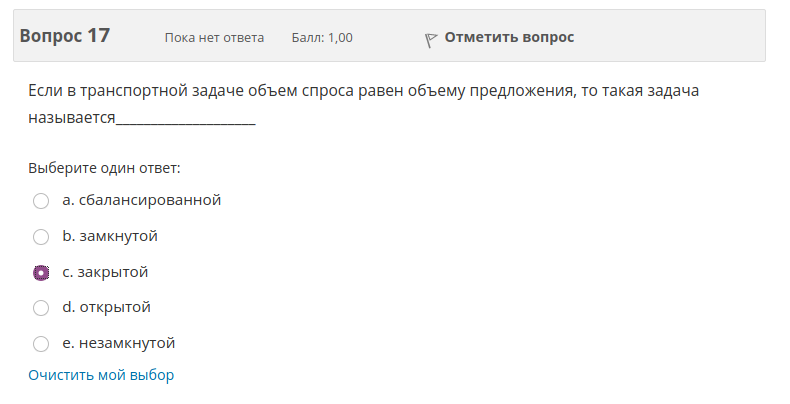 Вопрос 17 Пока нет ответа Балл: 1,00 Отметить вопрос
Если в транспортной задаче объем спроса равен объему предложения, то такая задача
называется____________________
Выберите один ответ:
a. сбалансированной
b. замкнутой
c. закрытой
d. открытой
e. незамкнутой
Очистить мой выбор